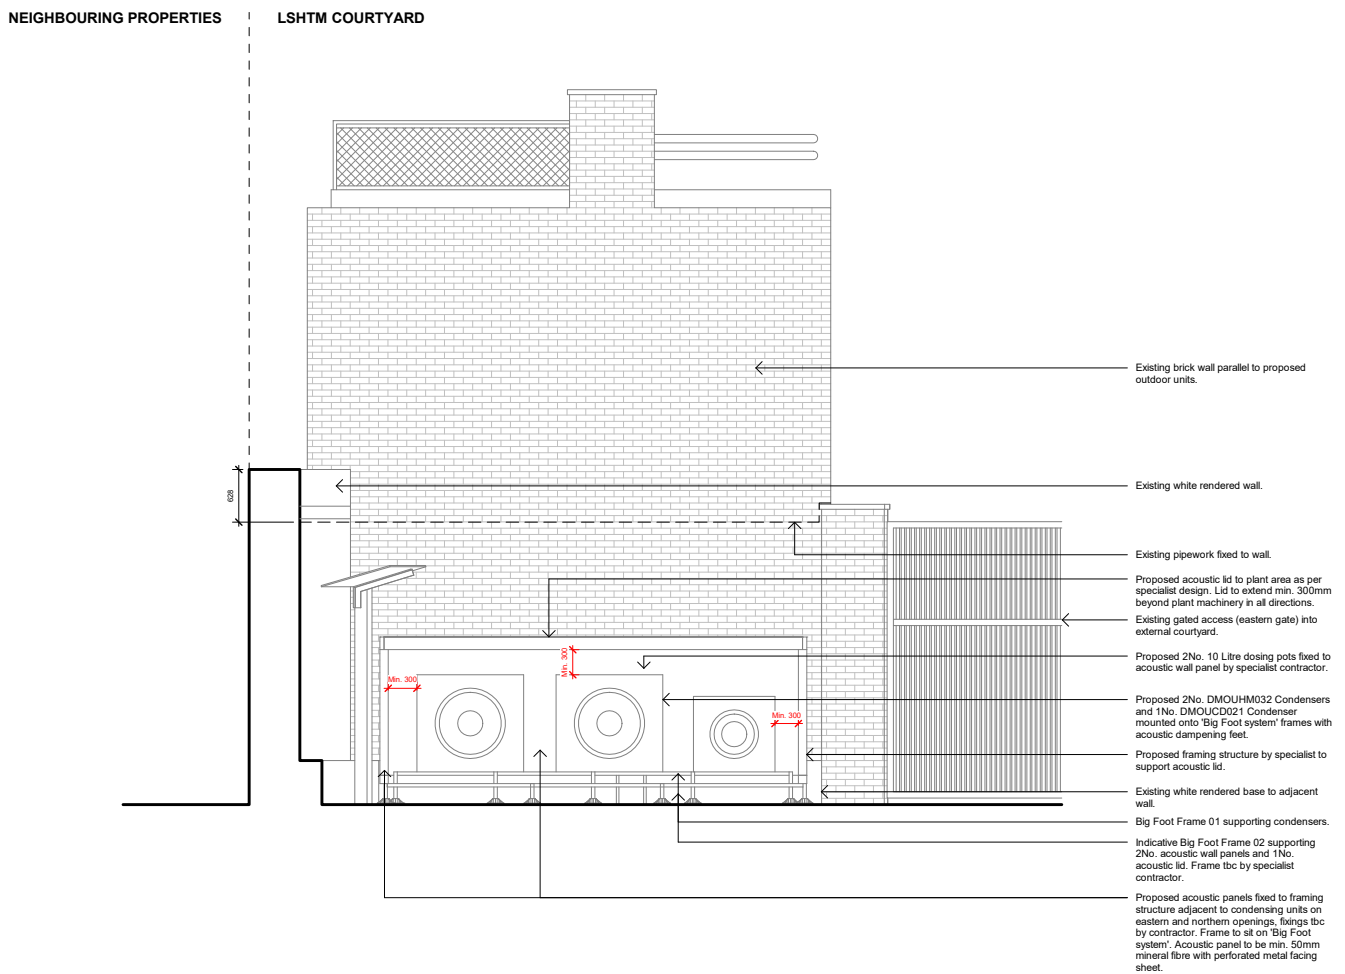 NEIGHBOURING PROPERTIES
LSHTM COURTYARD
Existing brick wall parallel to proposed
outdoor units.
628
Existing white rendered wall.
Existing pipework fixed to wall.
Proposed acoustic lid to plant area as per
specialist design. Lid to extend min. 300mm
beyond plant machinery in all directions.
Existing gated access (eastern gate) into
external courtyard.
Min. 300
Min. 300
Min. 300
Proposed 2No. 10 Litre dosing pots fixed to
acoustic wall panel by specialist contractor.
Proposed 2No. DMOUHM032 Condensers
and 1No. DMOUCD021 Condenser
mounted onto 'Big Foot system' frames with
acoustic dampening feet.
Proposed framing structure by specialist to
support acoustic lid.
Existing white rendered base to adjacent
wall.
Big Foot Frame 01 supporting condensers.
Indicative Big Foot Frame 02 supporting
2No. acoustic wall panels and 1No.
acoustic lid. Frame tbc by specialist
contractor.
Proposed acoustic panels fixed to framing
structure adjacent to condensing units on
eastern and northern openings, fixings tbc
by contractor. Frame to sit on 'Big Foot
system'. Acoustic panel to be min. 50mm
mineral fibre with perforated metal facing
sheet.